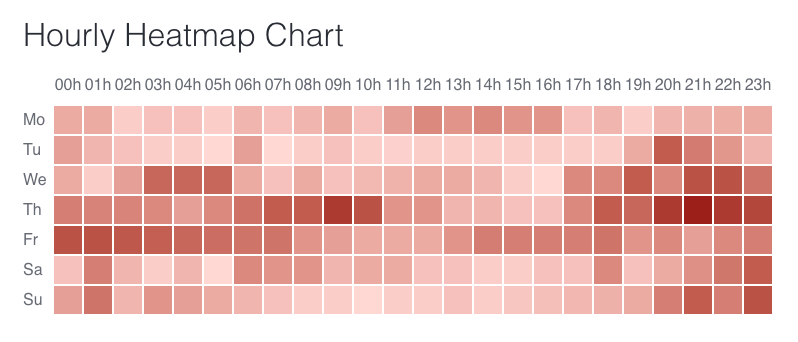 Hourly Heatmap Chart
00h 01h 02h 03h 04h 05h 06h 07h 08h 09h 10h 11h 12h 13h 14h 15h 16h 17h 18h 19h 20h 21h 22h 23h
Mo
Tu
We
Th
Fr
Sa
Su